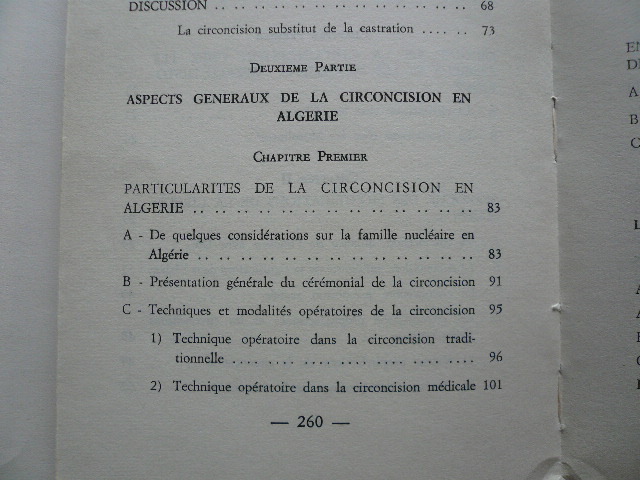 DISCUSSION .. .. .. .. .. .. .. .. .. .. .. .. 68
La circoncision substitut de la castration .. .. .. 73
DEUXIEME PARTIE
ASPECTS GENERAUX DE LA CIRCONCISION EN
ALGERIE
CHAPITRE PREMIER
PARTICULARITES DE LA CIRCONCISION EN
ALGERIE .. .. .. .. .. .. .. .. .. .. .. .. .. .. 83
A - De quelques considérations sur la famille nucléaire en
Algérie .. .. .. .. .. .. .. .. .. .. .. .. .. 83
B - Présentation générale du cérémonial de la circoncision 91
C - Techniques et modalités opératoires de la circoncision 95
1) Technique opératoire dans la circoncision tradi-
tionnelle .. .. .. .. .. .. .. .. .. .. .. 96
2) Technique opératoire dans la circoncision médicale 101
— 260 —
EN
A
B
C